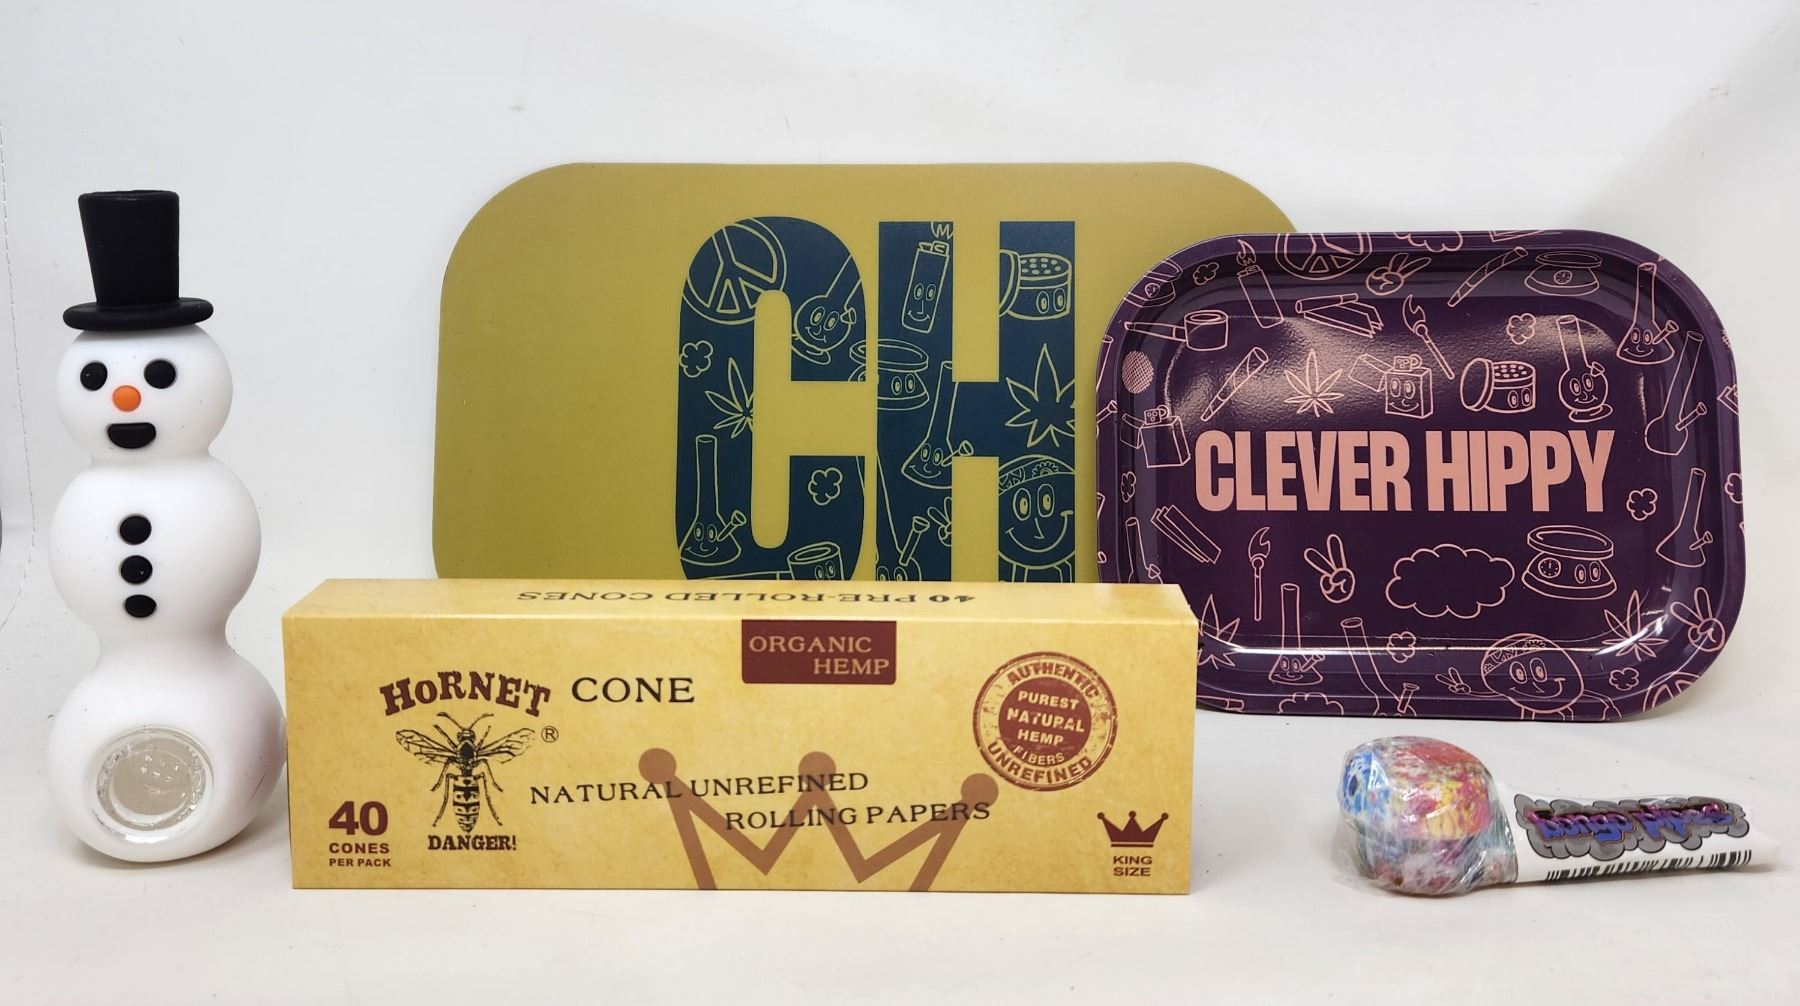 CH
CLEVER HIPPY
40 PRE-ROLLED CONES
ORGANIC
HEMP
HORNET
®
CONE
AUTHENTIC
PUREST
NATURAL
HEMP
FIBERS
UNREFINED
NATURAL UNREFINED
ROLLING PAPERS
40
CONES
PER PACK
DANGER!
KING
SIZE